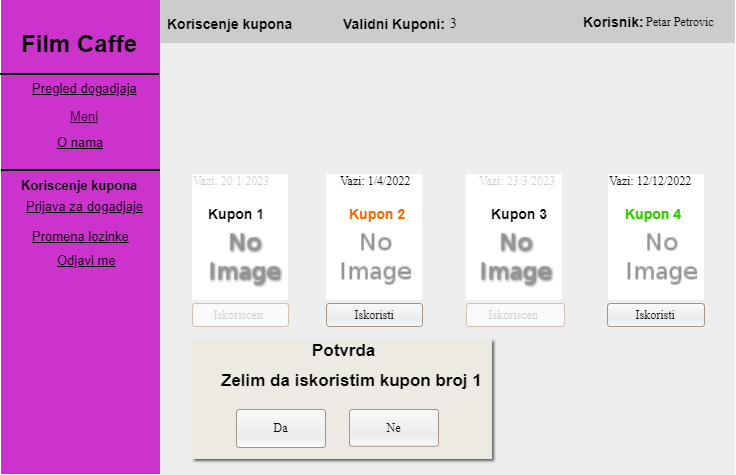 Film Caffe
Pregled dogadjaja
Meni
O nama
Koriscenje kupona
Prijava za dogadjaje
Promena lozinke
Odjavi me
Koriscenje kupona
Validni Kuponi: 3
Korisnik: Petar Petrovic
Vazi: 20/1/2023
Kupon 1
No
Image
Iskoriscen
Vazi: 1/4/2022
Kupon 2
No
Image
Iskoristi
Vazi: 23/3/2023
Kupon 3
No
Image
Iskoriscen
Vazi: 12/12/2022
Kupon 4
No
Image
Iskoristi
Potvrda
Zelim da iskoristim kupon broj 1
Da
Ne